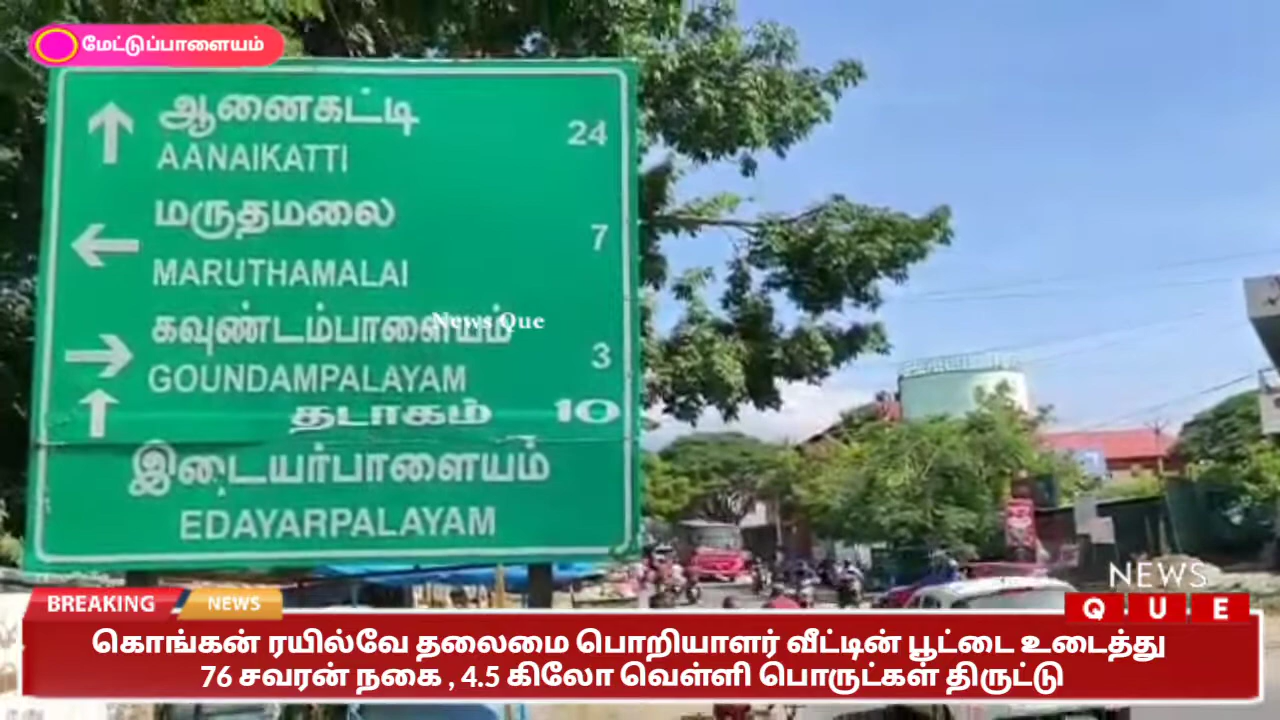 மேட்டுப்பாளையம்
ஆனைகட்டி 24
AANAIKATTI
மருதமலை 7
MARUTHAMALAI
கவுண்டம்பாளையம் 3
GOUNDAMPALAYAM
News Que
தடாகம் 10
இடையர்பாளையம்
EDAYARPALAYAM
NEWS
QUE
BREAKING NEWS
கொங்கன் ரயில்வே தலைமை பொறியாளர் வீட்டின் பூட்டை உடைத்து
76 சவரன் நகை , 4.5 கிலோ வெள்ளி பொருட்கள் திருட்டு